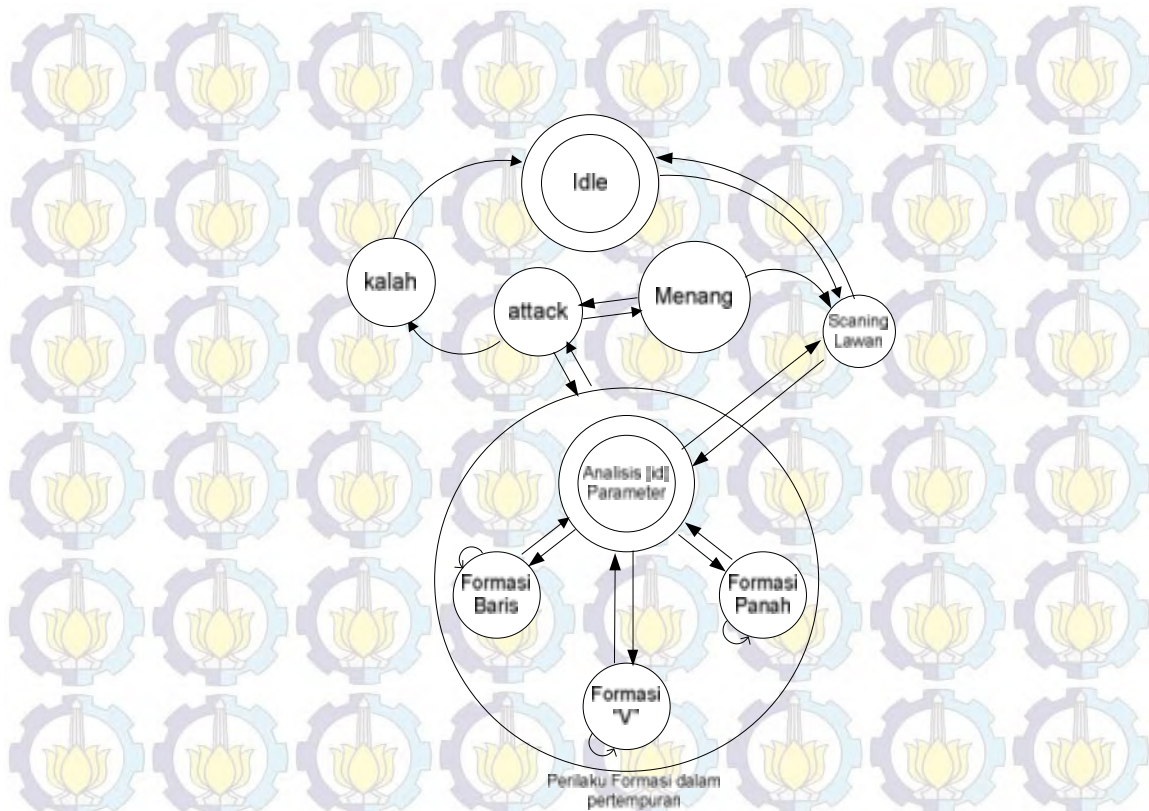 Idle
kalah
attack
Menang
Scaning
Lawan
Analisis [id]
Parameter
Formasi
Baris
Formasi
Panah
Formasi
"V"
Perilaku Formasi dalam
pertempuran